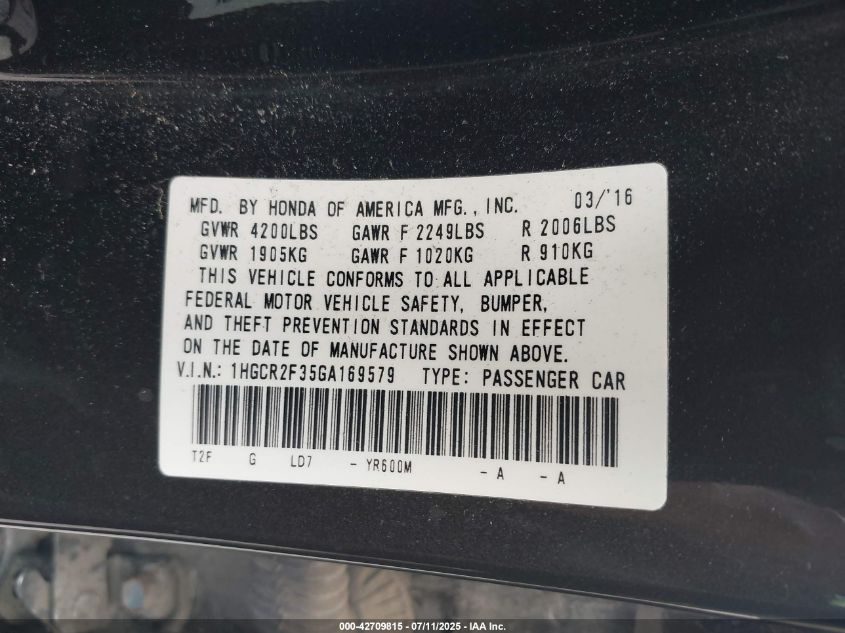 MFD. BY HONDA OF AMERICA MFG., INC. 03/'16
GVWR 4200LBS GAWR F 2249LBS R 2006LBS
GVWR 1905KG GAWR F 1020KG R 910KG
THIS VEHICLE CONFORMS TO ALL APPLICABLE
FEDERAL MOTOR VEHICLE SAFETY, BUMPER,
AND THEFT PREVENTION STANDARDS IN EFFECT
ON THE DATE OF MANUFACTURE SHOWN ABOVE.
V.I.N.: 1HGCR2F35GA169579 TYPE: PASSENGER CAR
T2F G LD7 - YR600M - A - A
000-42709815 - 07/11/2025 - IAA Inc.